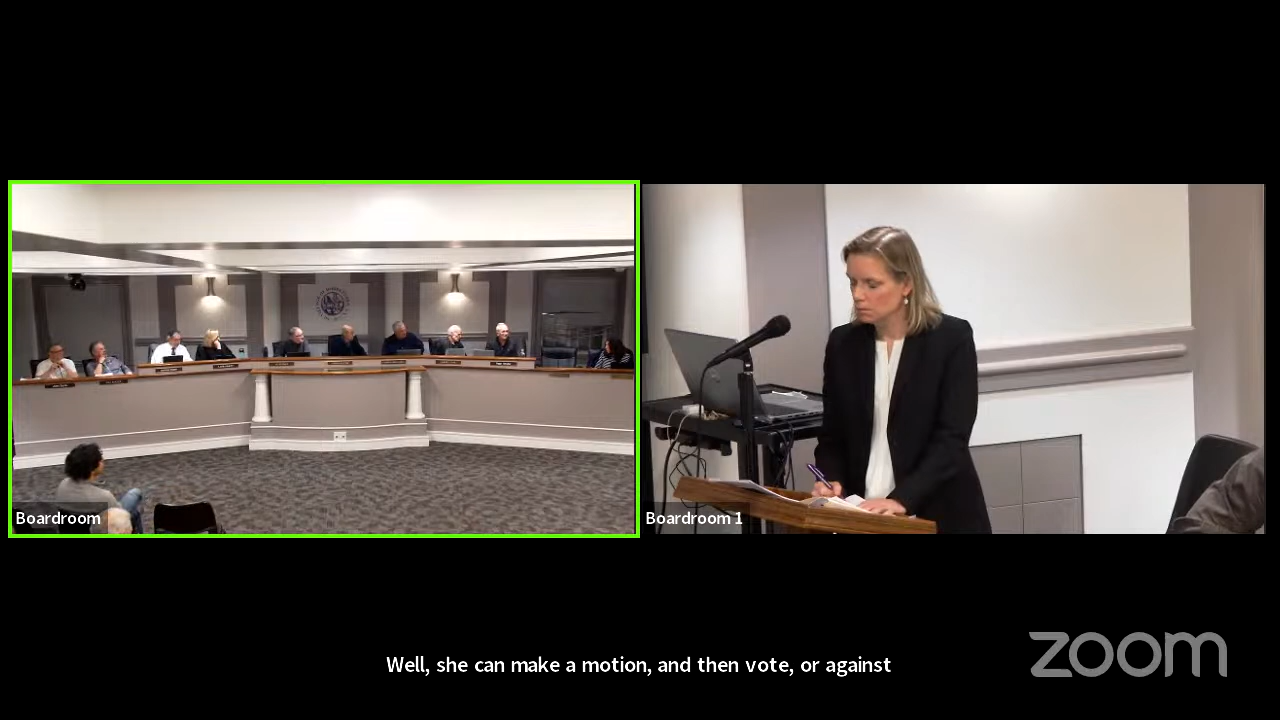 Boardroom
Boardroom 1
Well, she can make a motion, and then vote, or against
zoom